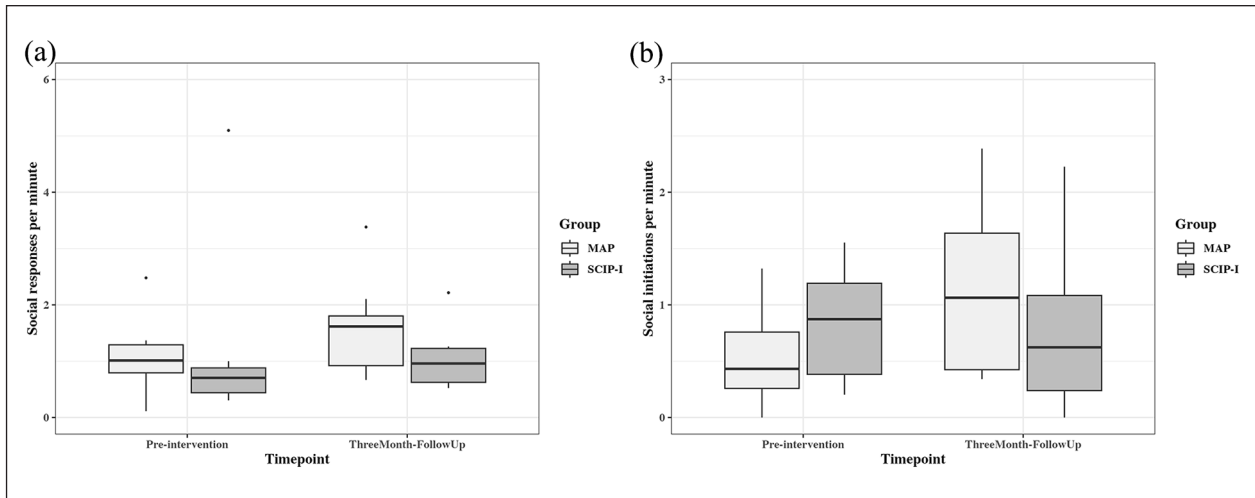 (a)
Social responses per minute
6
4
2
0
Pre-intervention
ThreeMonth-FollowUp
Timepoint
Group
MAP
SCIP-I
(b)
Social initiations per minute
3
2
1
0
Pre-intervention
ThreeMonth-FollowUp
Timepoint
Group
MAP
SCIP-I